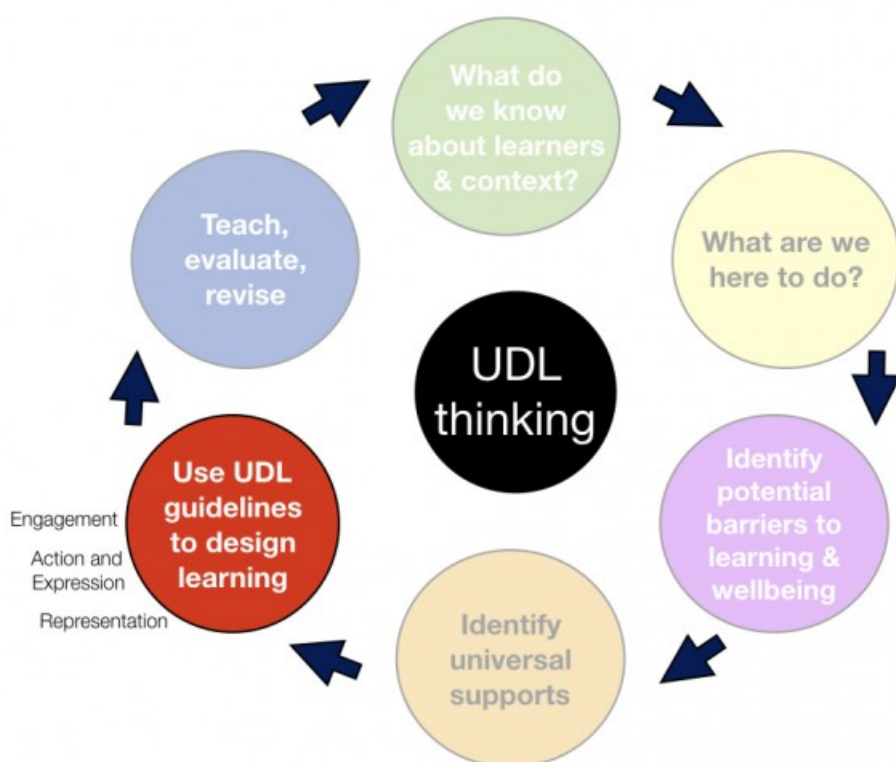 What do
we know
about learners
& context?
What are we
here to do?
Identify
potential
barriers to
learning &
wellbeing
Identify
universal
supports
Use UDL
guidelines
to design
learning
Engagement
Action and
Expression
Representation
Teach,
evaluate,
revise
UDL
thinking